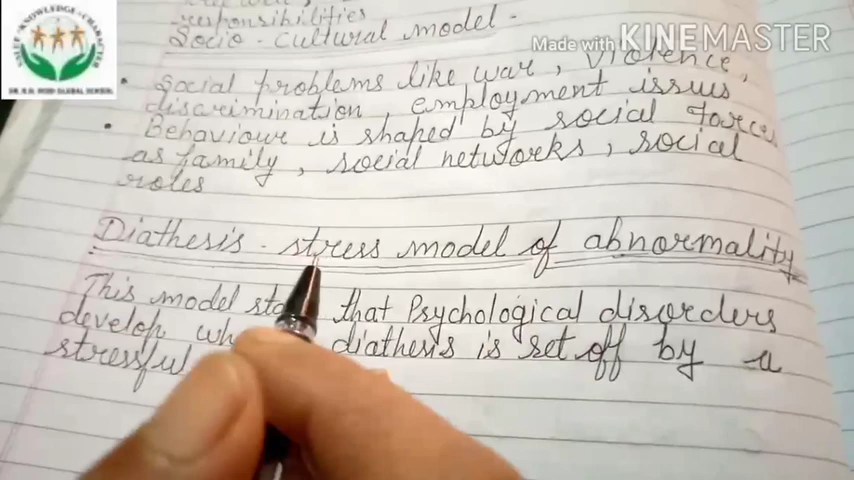 responsibilities
Socio-cultural model -
Made with KINEMASTER
• Social problems like war, violence,
discrimination, employment issues
• Behaviour is shaped by social forces
as family, social networks, social
roles
Diathesis-stress model of abnormality
This model that Psychological disorders
develop diathesis is set off by a
stressful